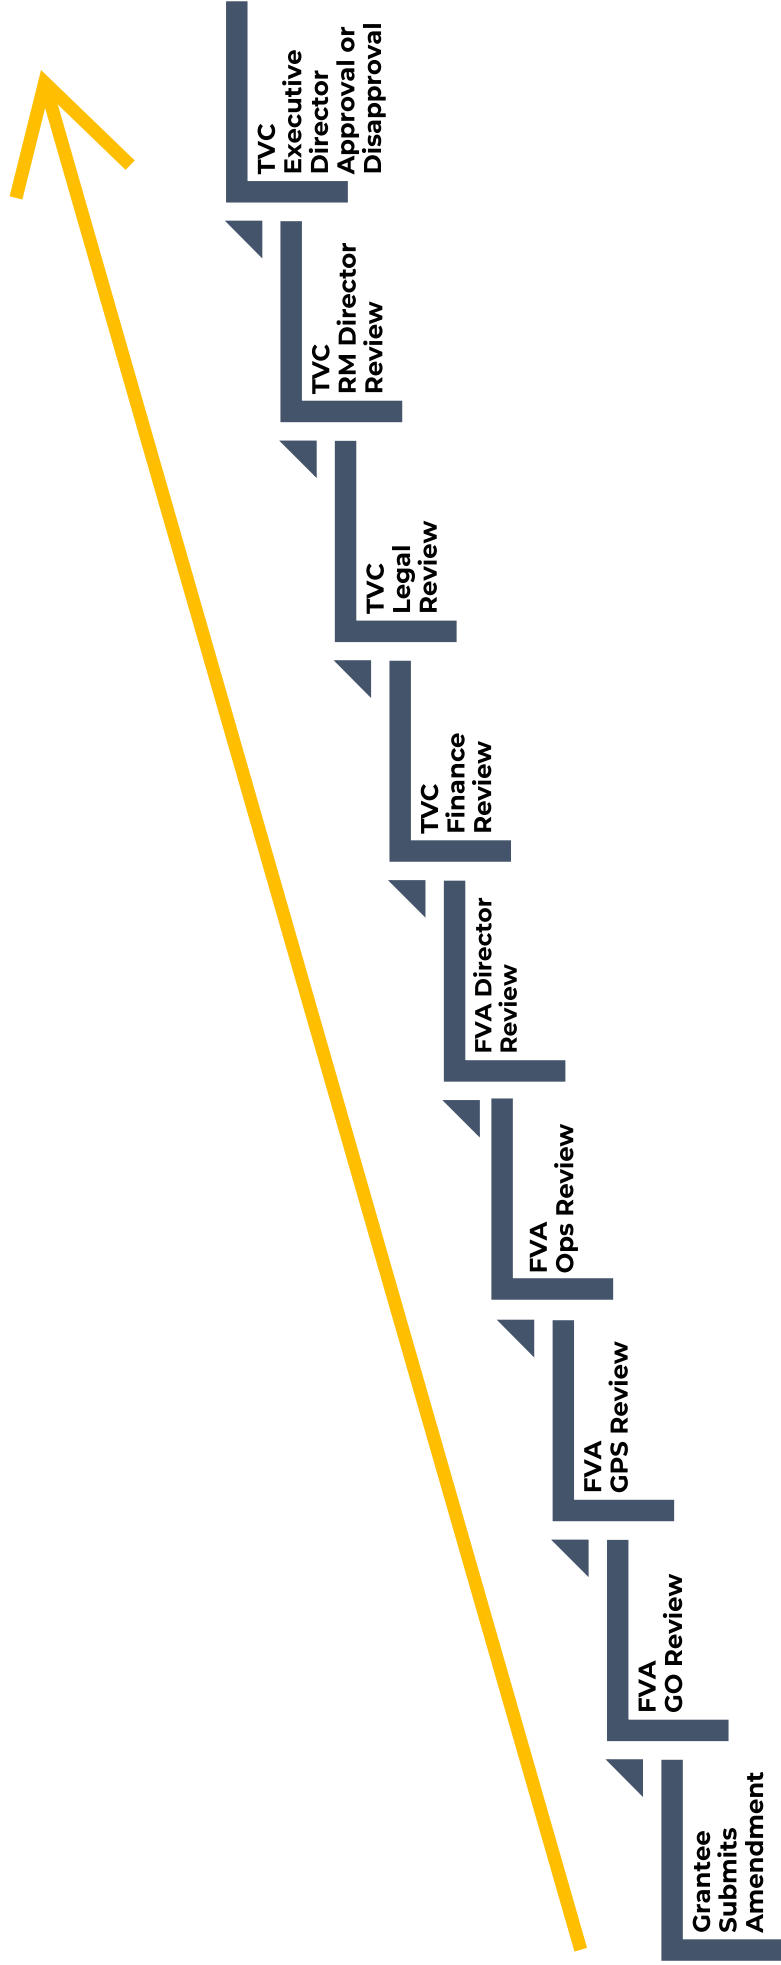 Grantee
Submits
Amendment
FVA
GO Review
FVA
GPS Review
FVA
Ops Review
FVA Director
Review
TVC
Finance
Review
TVC
Legal
Review
TVC
RM Director
Review
TVC
Executive
Director
Approval or
Disapproval